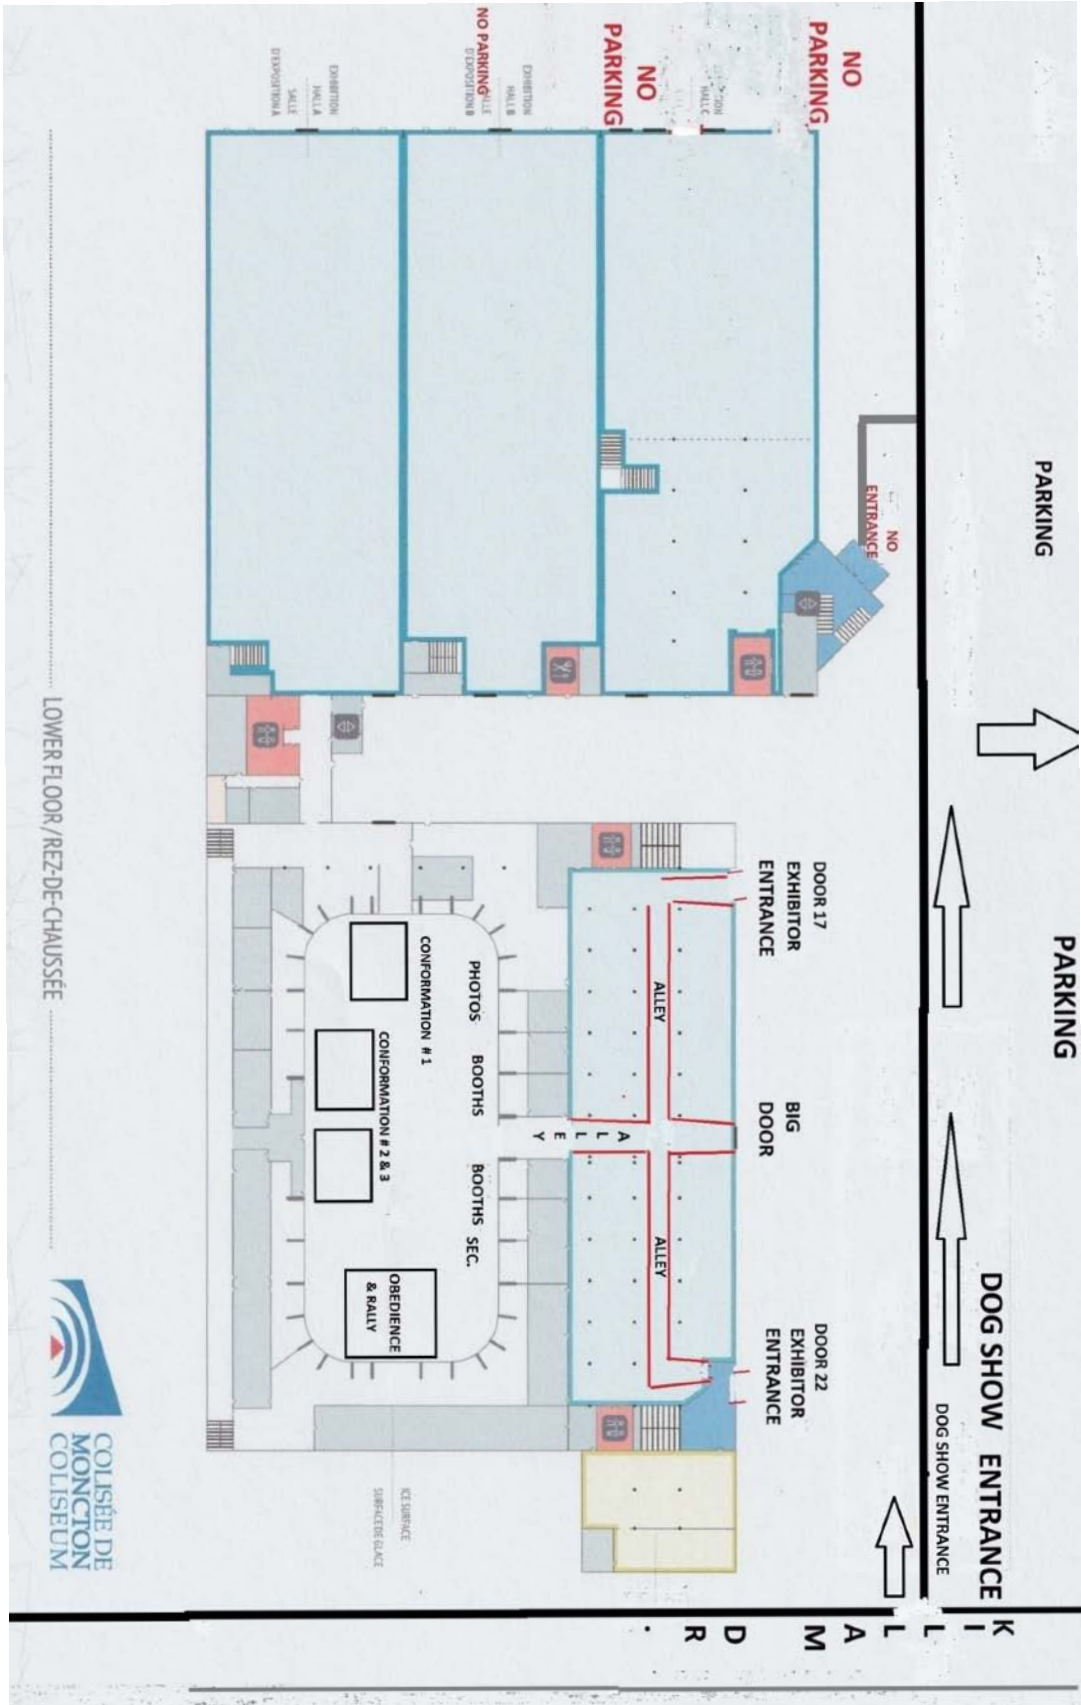 NO
PARKING
NO
PARKING
NO PARKING
HALL C
EXHIBITION
HALL B
D'EXPOSITION B
EXHIBITION
HALL A
SALLE
D'EXPOSITION A
NO
ENTRANCE
PARKING
PARKING
DOG SHOW ENTRANCE
DOG SHOW ENTRANCE
KILLAM DR.
DOOR 17
EXHIBITOR
ENTRANCE
BIG
DOOR
DOOR 22
EXHIBITOR
ENTRANCE
ALLEY
ALLEY
ALLEY
PHOTOS BOOTHS BOOTHS SEC.
CONFORMATION # 1
CONFORMATION # 2 & 3
OBEDIENCE
& RALLY
ICE SURFACE
SURFACE DE GLACE
LOWER FLOOR / REZ-DE-CHAUSSÉE
COLISÉE DE
MONCTON
COLISEUM